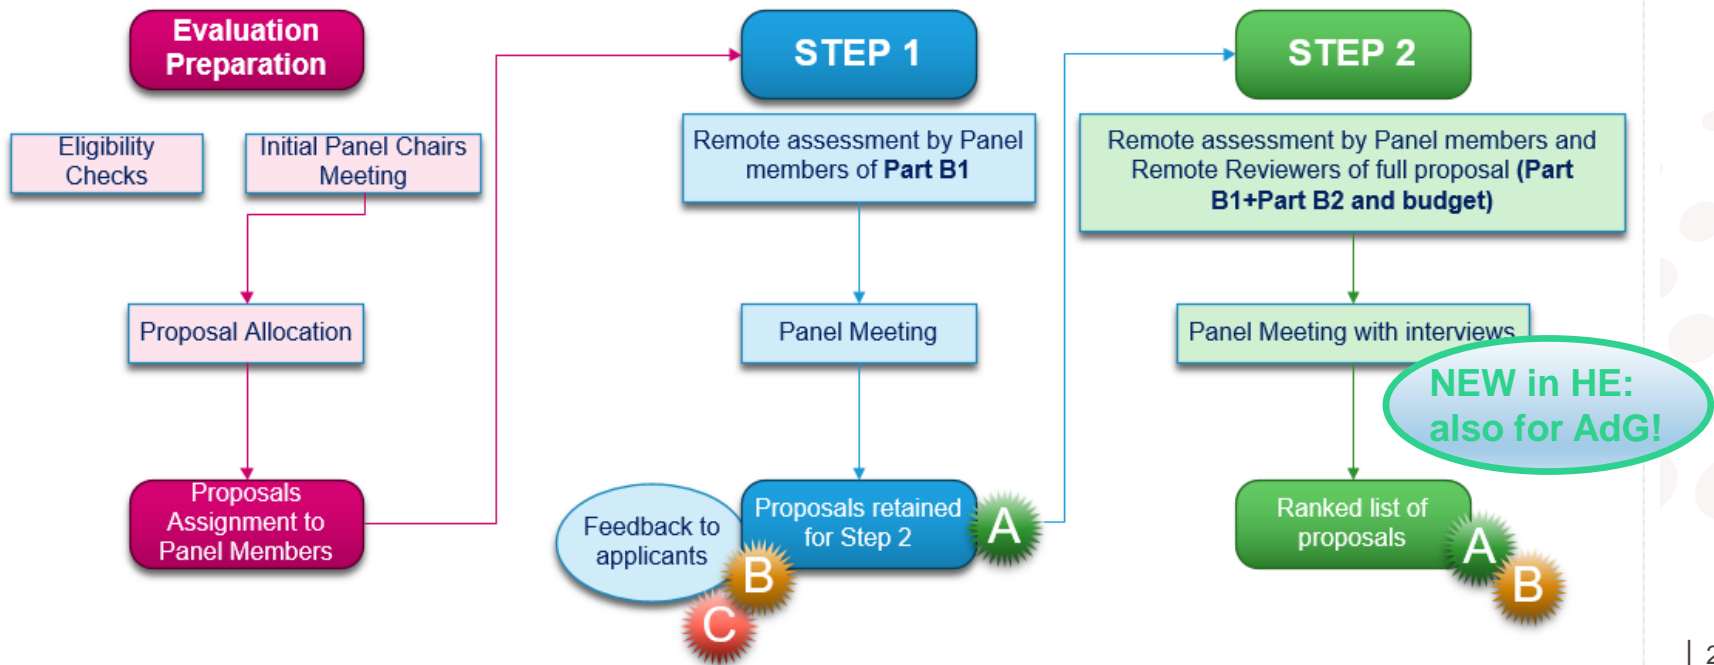 Evaluation
Preparation
Eligibility
Checks
Initial Panel Chairs
Meeting
Proposal Allocation
Proposals
Assignment to
Panel Members
STEP 1
Remote assessment by Panel
members of Part B1
Panel Meeting
Feedback to
applicants
Proposals retained
for Step 2
A
B
C
STEP 2
Remote assessment by Panel members and
Remote Reviewers of full proposal (Part
B1+Part B2 and budget)
Panel Meeting with interviews
NEW in HE:
also for AdG!
Ranked list of
proposals
A
B
| 2